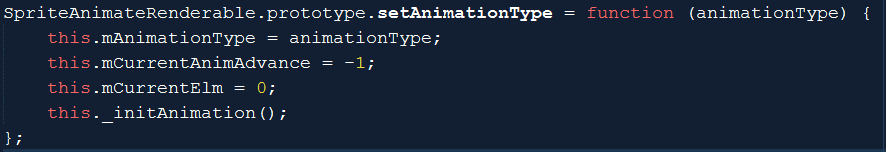 SpriteAnimateRenderable.prototype.setAnimationType = function (animationType) {
    this.mAnimationType = animationType;
    this.mCurrentAnimAdvance = -1;
    this.mCurrentElm = 0;
    this._initAnimation();
};